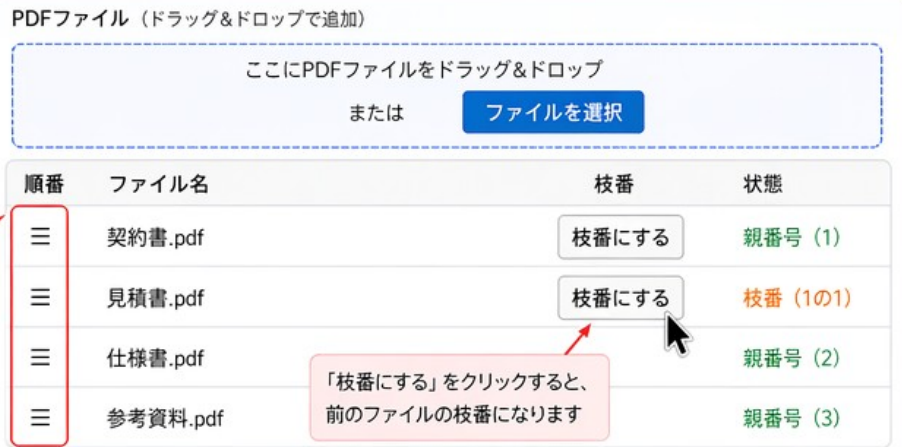 PDFファイル（ドラッグ&ドロップで追加）
ここにPDFファイルをドラッグ&ドロップ
または ファイルを選択
順番 ファイル名 枝番 状態
☰ 契約書.pdf 枝番にする 親番号（1）
☰ 見積書.pdf 枝番にする 枝番（1の1）
☰ 仕様書.pdf 親番号（2）
☰ 参考資料.pdf 親番号（3）
「枝番にする」をクリックすると、
前のファイルの枝番になります